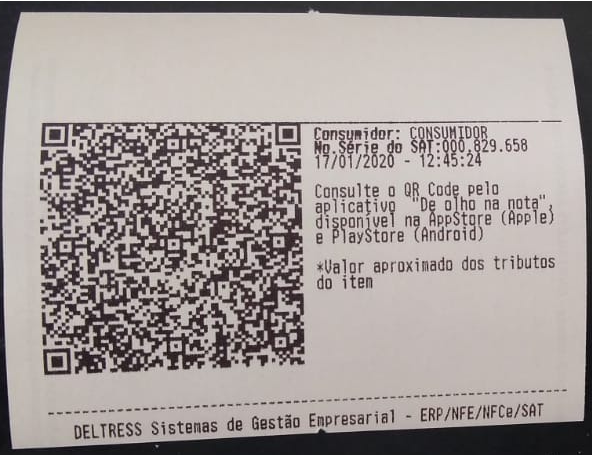 Consumidor: CONSUMIDOR
No.Série do SAT:000.829.658
17/01/2020 - 12:45:24
Consulte o QR Code pelo
aplicativo "De olho na nota",
disponível na AppStore (Apple)
e PlayStore (Android)
*Valor aproximado dos tributos
do item
DELTRESS Sistemas de Gestão Empresarial - ERP/NFE/NFCe/SAT